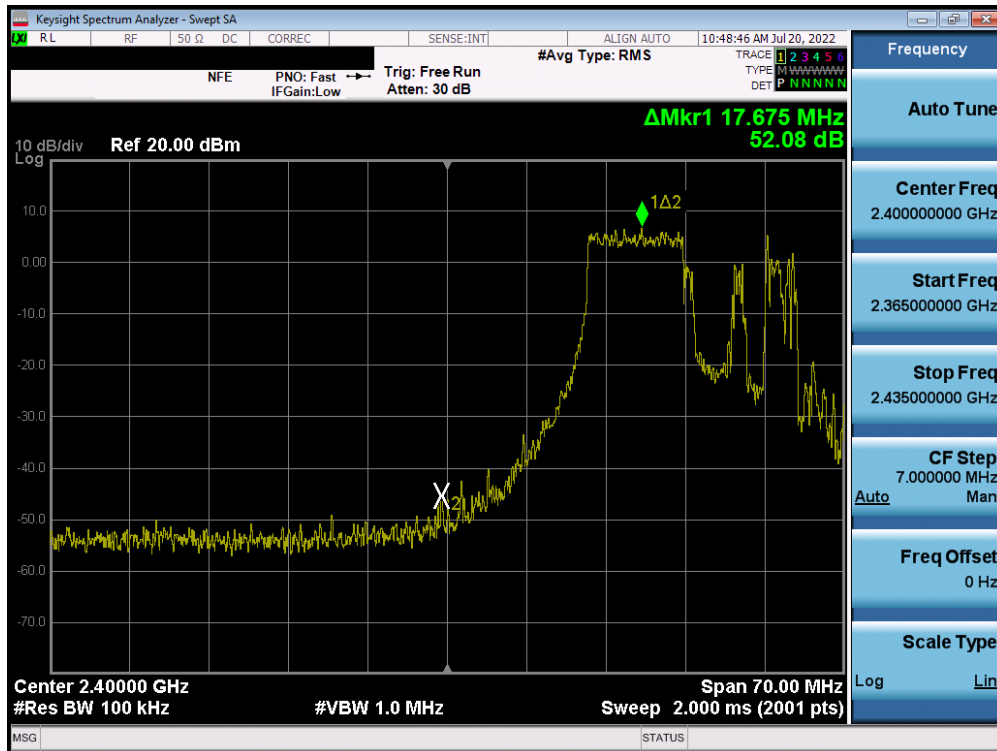 Keysight Spectrum Analyzer - Swept SA
LXI RL RF 50 Ω DC CORREC SENSE:INT ALIGN AUTO 10:48:46 AM Jul 20, 2022
NFE PNO: Fast Trig: Free Run #Avg Type: RMS TRACE 1 2 3 4 5 6
IFGain:Low Atten: 30 dB TYPE M WWWWW
DET P N N N N N
Frequency
ΔMkr1 17.675 MHz
52.08 dB
10 dB/div Ref 20.00 dBm
Log
10.0
0.00
-10.0
-20.0
-30.0
-40.0
-50.0
-60.0
-70.0
1Δ2
X2
Center 2.40000 GHz Span 70.00 MHz
#Res BW 100 kHz #VBW 1.0 MHz Sweep 2.000 ms (2001 pts)
Auto Tune
Center Freq
2.400000000 GHz
Start Freq
2.365000000 GHz
Stop Freq
2.435000000 GHz
CF Step
7.000000 MHz
Auto Man
Freq Offset
0 Hz
Scale Type
Log Lin
MSG STATUS